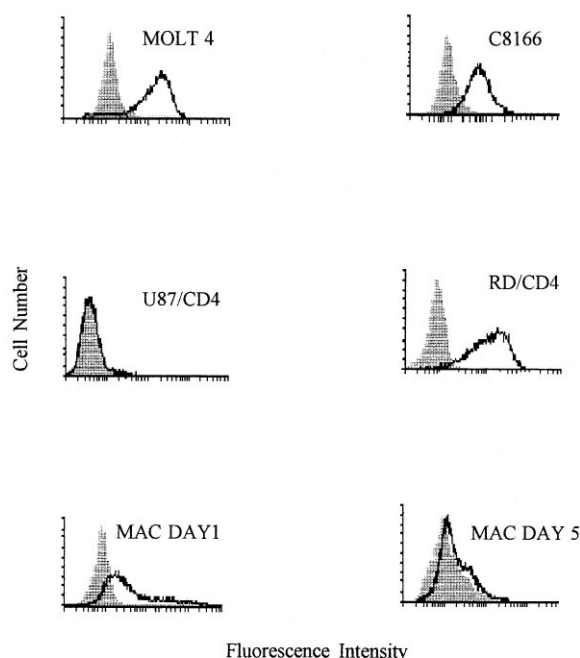 MOLT 4
C8166
U87/CD4
RD/CD4
Cell Number
MAC DAY1
MAC DAY 5
Fluorescence Intensity